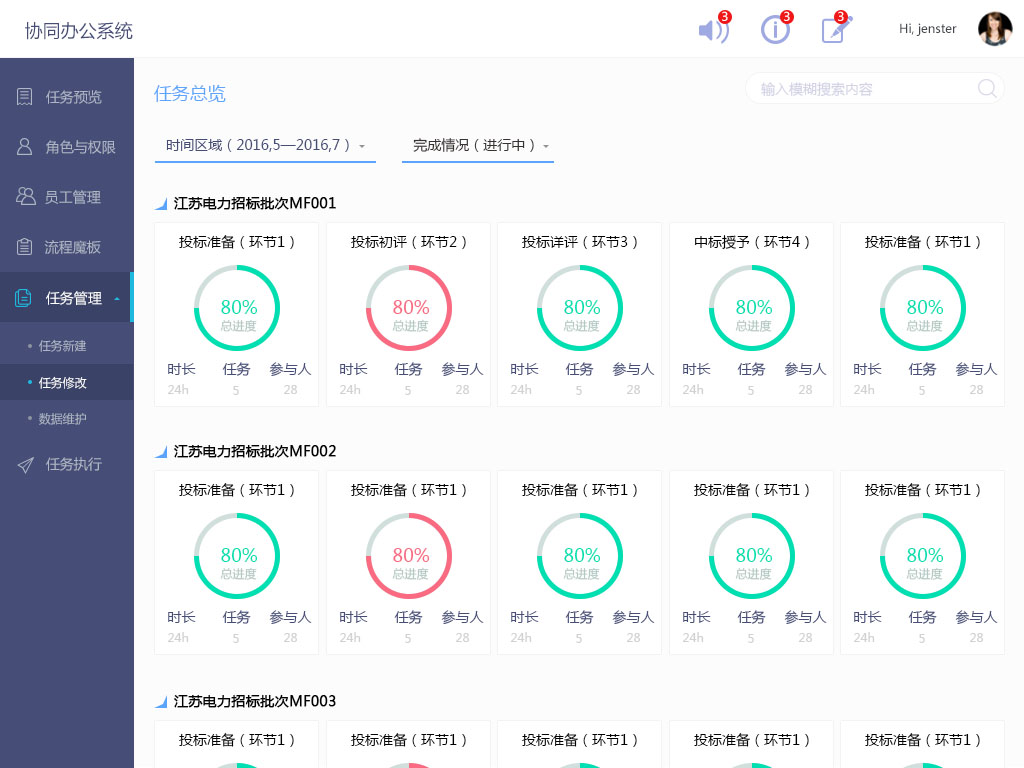 协同办公系统
3 3 3 Hi, jenster
任务预览
角色与权限
员工管理
流程魔板
任务管理
任务新建
任务修改
数据维护
任务执行
任务总览
输入模糊搜索内容
时间区域（2016,5—2016,7） 完成情况（进行中）
江苏电力招标批次MF001
投标准备（环节1） 投标初评（环节2） 投标详评（环节3） 中标授予（环节4） 投标准备（环节1）
80% 80% 80% 80% 80%
总进度 总进度 总进度 总进度 总进度
时长 任务 参与人 时长 任务 参与人 时长 任务 参与人 时长 任务 参与人 时长 任务 参与人
24h 5 28 24h 5 28 24h 5 28 24h 5 28 24h 5 28
江苏电力招标批次MF002
投标准备（环节1） 投标准备（环节1） 投标准备（环节1） 投标准备（环节1） 投标准备（环节1）
80% 80% 80% 80% 80%
总进度 总进度 总进度 总进度 总进度
时长 任务 参与人 时长 任务 参与人 时长 任务 参与人 时长 任务 参与人 时长 任务 参与人
24h 5 28 24h 5 28 24h 5 28 24h 5 28 24h 5 28
江苏电力招标批次MF003
投标准备（环节1） 投标准备（环节1） 投标准备（环节1） 投标准备（环节1） 投标准备（环节1）